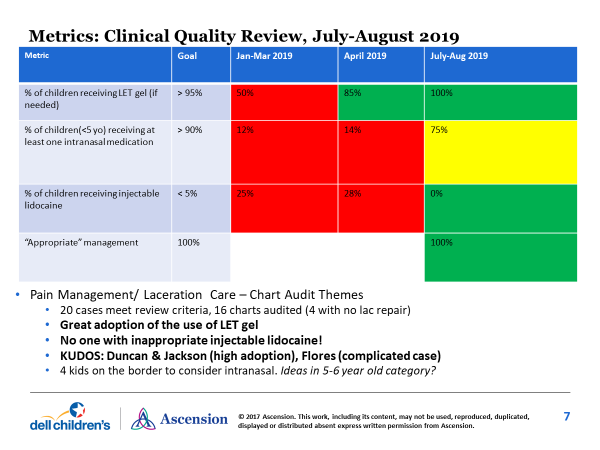 Metrics: Clinical Quality Review, July-August 2019
Metric Goal Jan-Mar 2019 April 2019 July-Aug 2019
% of children receiving LET gel (if > 95% 50% 85% 100%
needed)
% of children(<5 yo) receiving at > 90% 12% 14% 75%
least one intranasal medication
% of children receiving injectable < 5% 25% 28% 0%
lidocaine
“Appropriate” management 100% 100%
• Pain Management/ Laceration Care – Chart Audit Themes
• 20 cases meet review criteria, 16 charts audited (4 with no lac repair)
• Great adoption of the use of LET gel
• No one with inappropriate injectable lidocaine!
• KUDOS: Duncan & Jackson (high adoption), Flores (complicated case)
• 4 kids on the border to consider intranasal. Ideas in 5-6 year old category?
dell children's
Ascension
© 2017 Ascension. This work, including its content, may not be used, reproduced, duplicated,
displayed or distributed absent express written permission from Ascension.
7